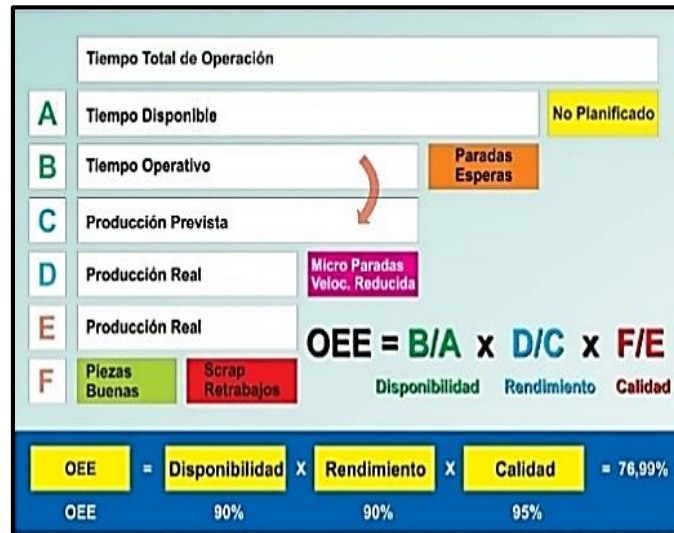 Tiempo Total de Operación
A Tiempo Disponible No Planificado
B Tiempo Operativo Paradas
Esperas
C Producción Prevista
D Producción Real Micro Paradas
Veloc. Reducida
E Producción Real
OEE = B/A x D/C x F/E
Disponibilidad Rendimiento Calidad
F Piezas
Buenas Scrap
Retrabajos
OEE = Disponibilidad X Rendimiento X Calidad = 76,99%
OEE 90% 90% 95%